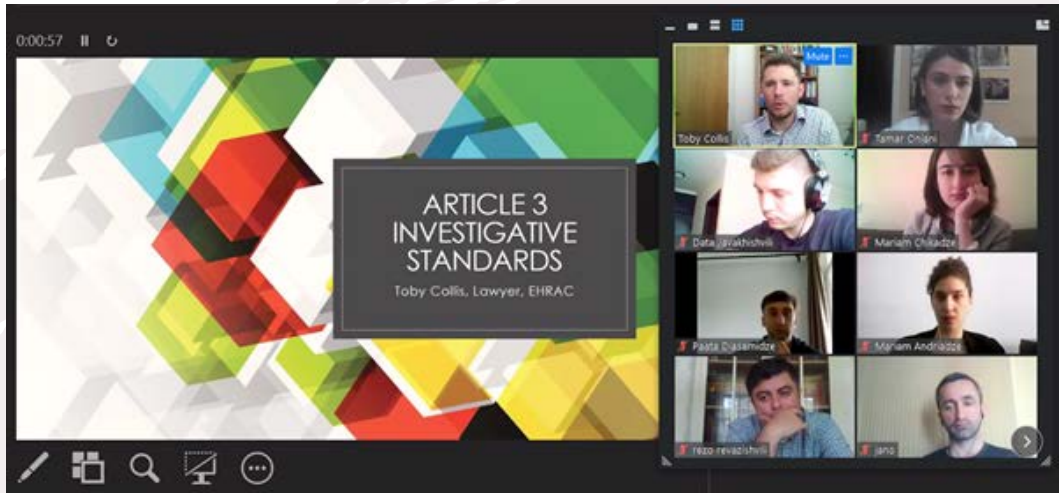 0:00:57
ARTICLE 3
INVESTIGATIVE
STANDARDS
Toby Collis, Lawyer, EHRAC
Mute
Toby Collis
Tamar Oniani
Data
Mariam Chikadze
Paata Diasamidze
Mariam Andriadze
rezo revazishvili
jano